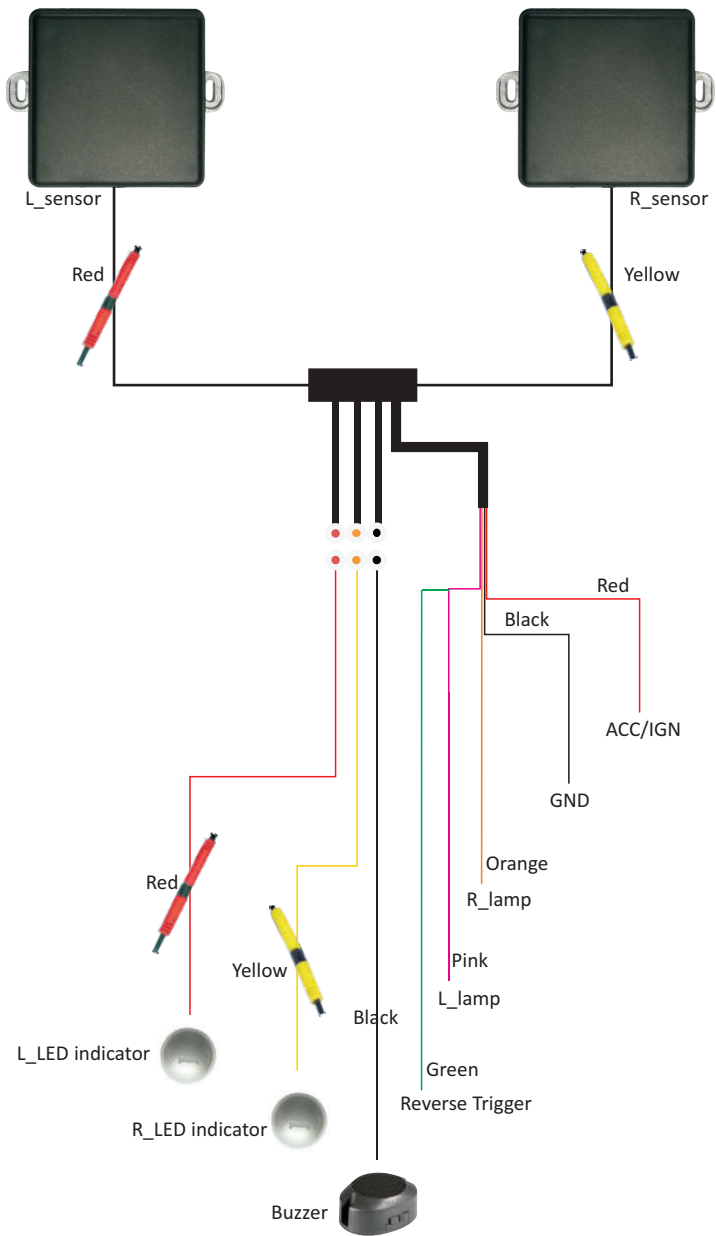 L_sensor
R_sensor
Red
Yellow
Red
Black
ACC/IGN
GND
Orange
R_lamp
Red
Yellow
Pink
L_lamp
Black
L_LED indicator
Green
Reverse Trigger
R_LED indicator
Buzzer